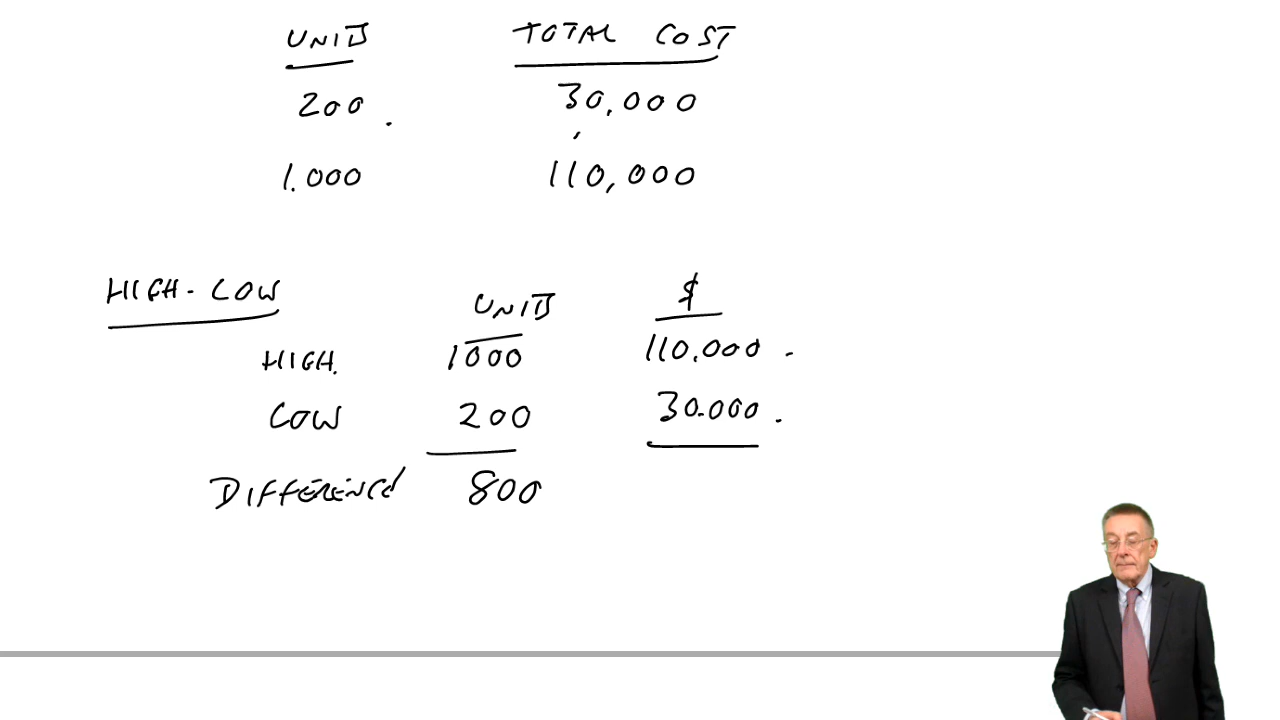 UNITS TOTAL COST
200 30,000
1,000 110,000
HIGH-LOW UNITS $
HIGH. 1000 110,000
LOW 200 30,000
DIFFERENCE 800